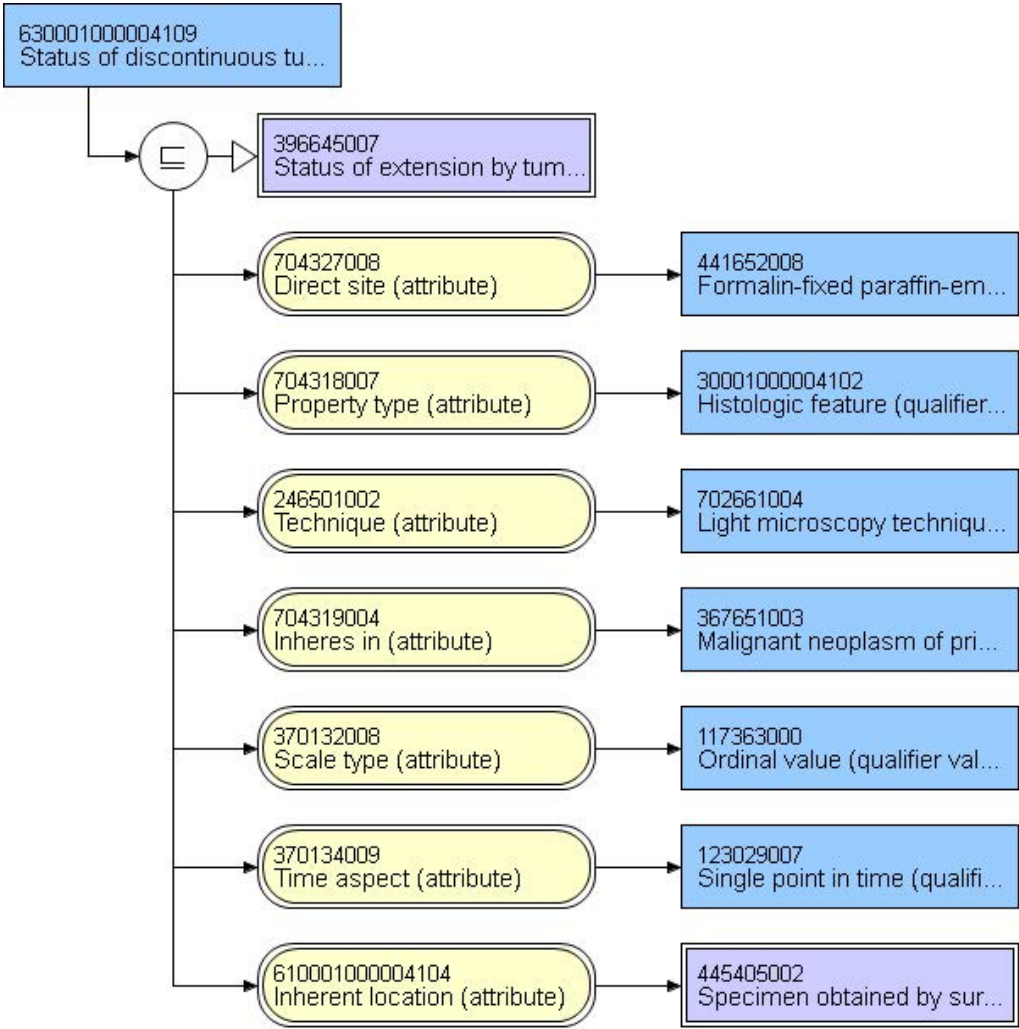 630001000004109
Status of discontinuous tu...
⊑
396645007
Status of extension by tum...
704327008
Direct site (attribute)
441652008
Formalin-fixed paraffin-em...
704318007
Property type (attribute)
30001000004102
Histologic feature (qualifier...
246501002
Technique (attribute)
702661004
Light microscopy techniqu...
704319004
Inheres in (attribute)
367651003
Malignant neoplasm of pri...
370132008
Scale type (attribute)
117363000
Ordinal value (qualifier val...
370134009
Time aspect (attribute)
123029007
Single point in time (qualifi...
610001000004104
Inherent location (attribute)
445405002
Specimen obtained by sur...